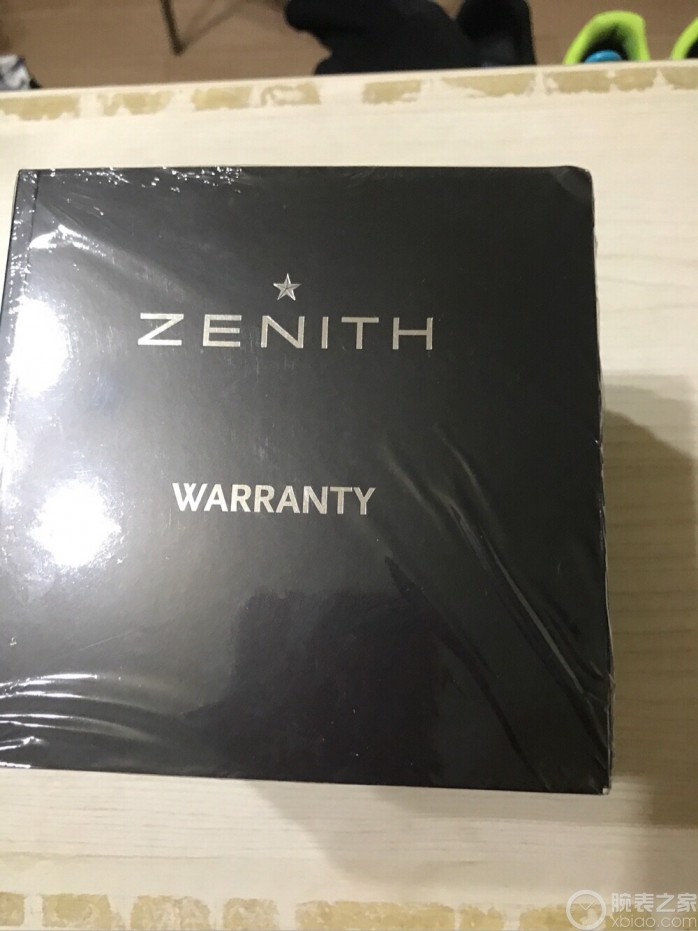 ZENITH
WARRANTY
腕表之家
xbiao.com